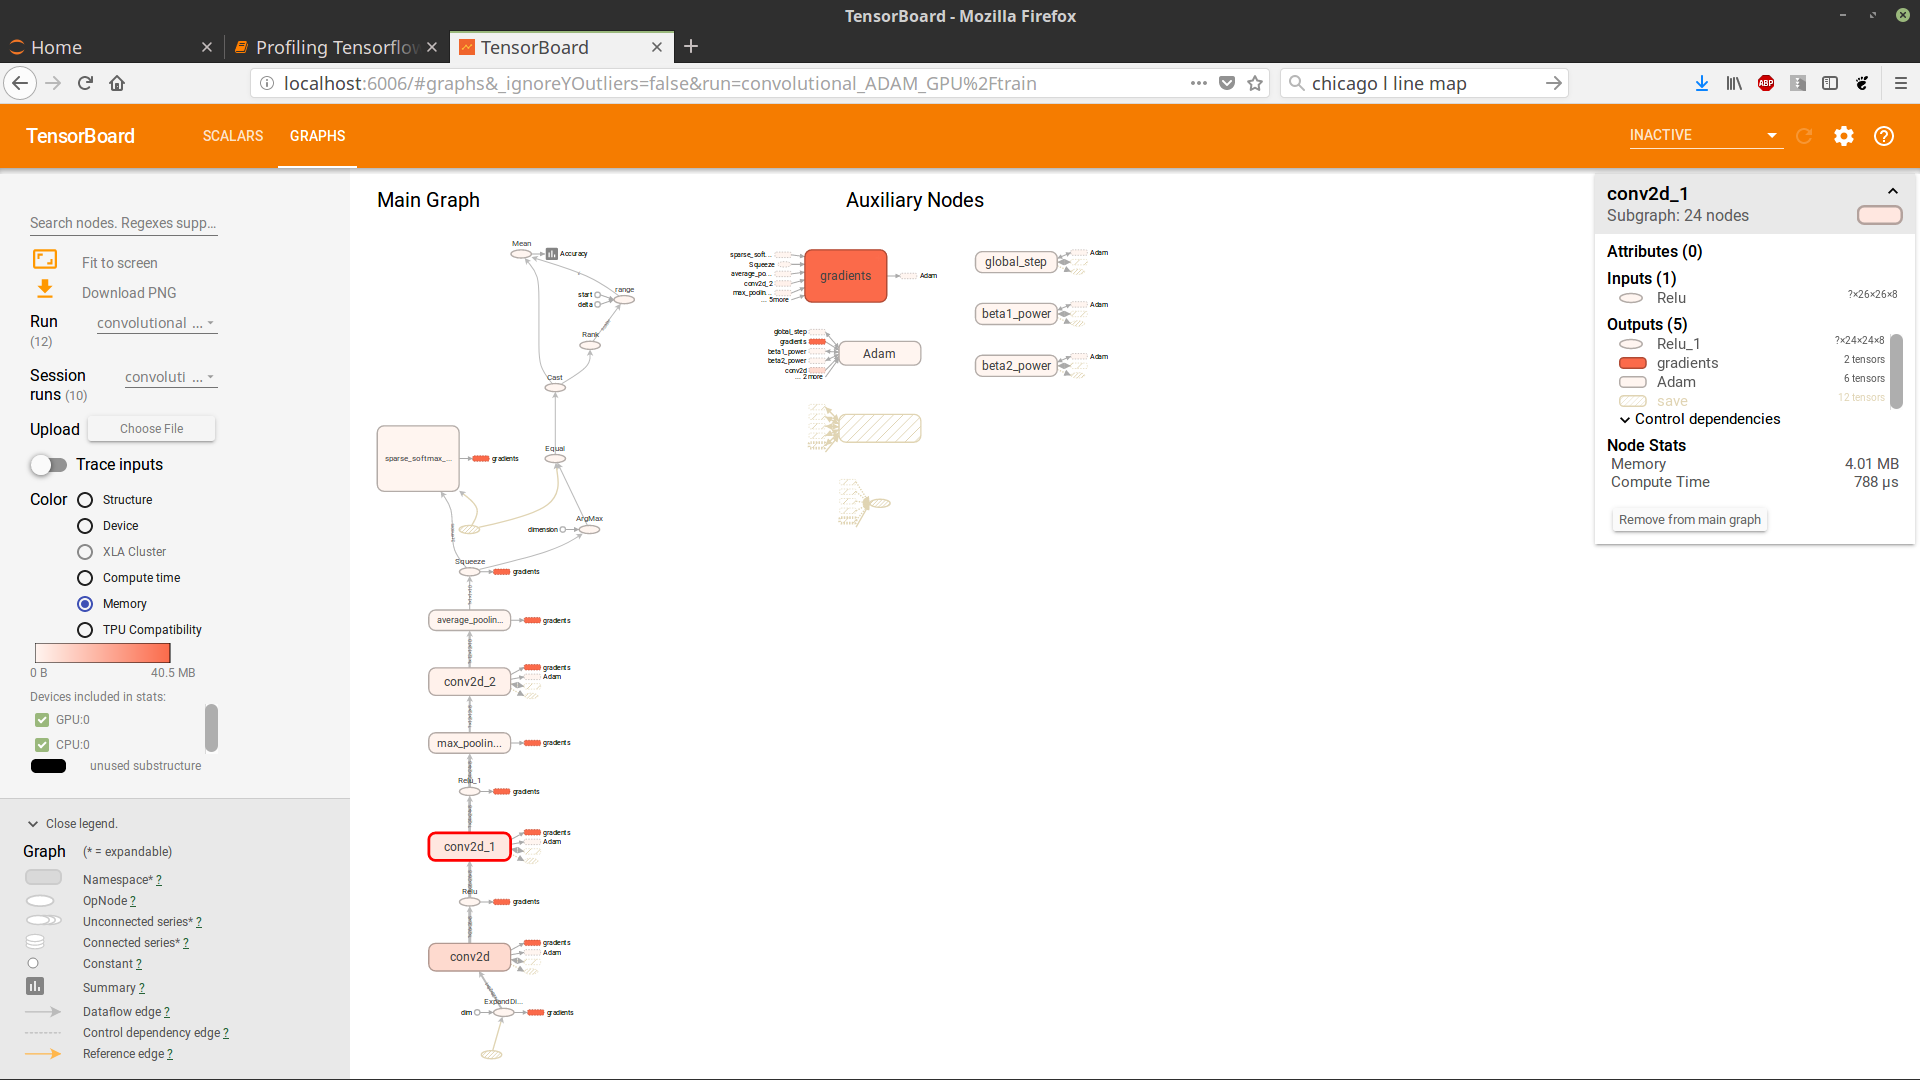 TensorBoard - Mozilla Firefox
Home
Profiling Tensorflow
TensorBoard
localhost:6006/#graphs&_ignoreYOutliers=false&run=convolutional_ADAM_GPU%2Ftrain
chicago l line map
ABP
TensorBoard
SCALARS
GRAPHS
INACTIVE
Search nodes. Regexes supp...
Fit to screen
Download PNG
Run
(12)
convolutional ...
Session
runs (10)
convoluti ...
Upload
Choose File
Trace inputs
Color
Structure
Device
XLA Cluster
Compute time
Memory
TPU Compatibility
0 B
40.5 MB
Devices included in stats:
GPU:0
CPU:0
unused substructure
Close legend.
Graph
(* = expandable)
Namespace* ?
OpNode ?
Unconnected series* ?
Connected series* ?
Constant ?
Summary ?
Dataflow edge ?
Control dependency edge ?
Reference edge ?
Main Graph
Mean
Accuracy
range
start
delta
Rank
Cast
Equal
sparse_softmax_...
gradients
ArgMax
dimension
Squeeze
gradients
average_poolin...
gradients
conv2d_2
gradients
Adam
max_poolin...
gradients
Relu_1
gradients
conv2d_1
gradients
Adam
Relu
gradients
conv2d
gradients
Adam
ExpandDi...
dim
gradients
Auxiliary Nodes
sparse_soft...
Squeeze
average_po...
conv2d_2
max_poolin...
... 5more
gradients
Adam
global_step
gradients
beta1_power
beta2_power
conv2d
... 2more
Adam
global_step
Adam
beta1_power
Adam
beta2_power
Adam
conv2d_1
Subgraph: 24 nodes
Attributes (0)
Inputs (1)
Relu
?×26×26×8
Outputs (5)
Relu_1
?×24×24×8
gradients
2 tensors
Adam
6 tensors
save
12 tensors
Control dependencies
Node Stats
Memory
4.01 MB
Compute Time
788 µs
Remove from main graph